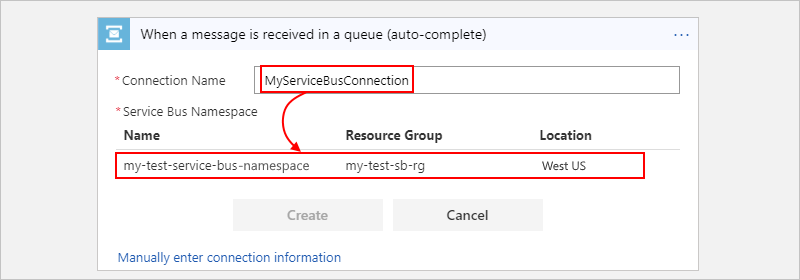 When a message is received in a queue (auto-complete) ...
* Connection Name MyServiceBusConnection
* Service Bus Namespace
Name Resource Group Location
my-test-service-bus-namespace my-test-sb-rg West US
Create Cancel
Manually enter connection information